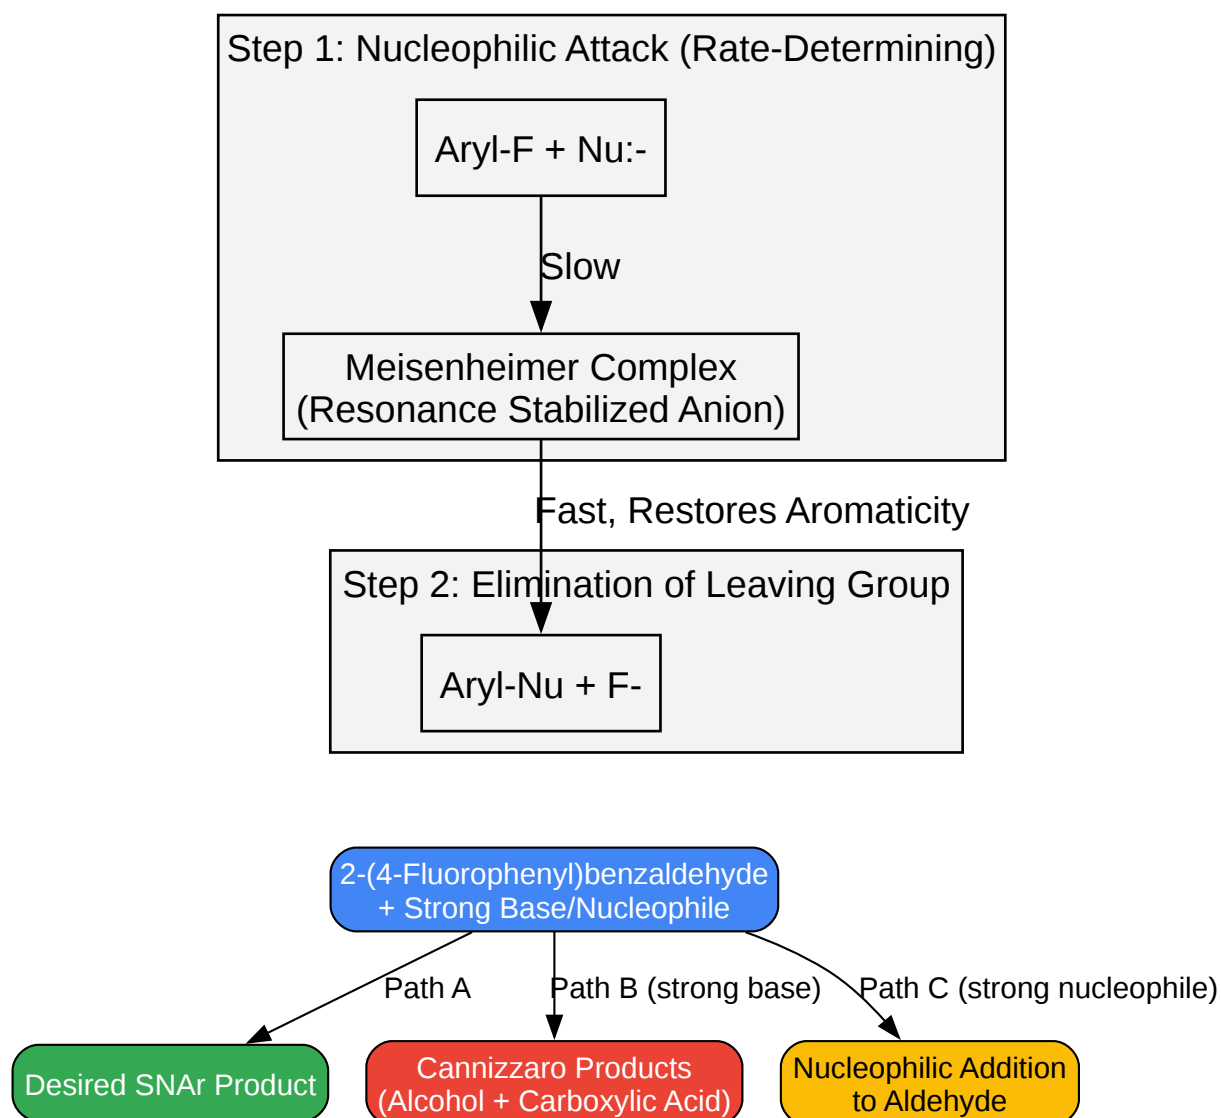 Step 1: Nucleophilic Attack (Rate-Determining)
Aryl-F + Nu:-
Slow
Meisenheimer Complex
(Resonance Stabilized Anion)
Fast, Restores Aromaticity
Step 2: Elimination of Leaving Group
Aryl-Nu + F-
2-(4-Fluorophenyl)benzaldehyde
+ Strong Base/Nucleophile
Path A
Path B (strong base)
Path C (strong nucleophile)
Desired SNAr Product
Cannizzaro Products
(Alcohol + Carboxylic Acid)
Nucleophilic Addition
to Aldehyde